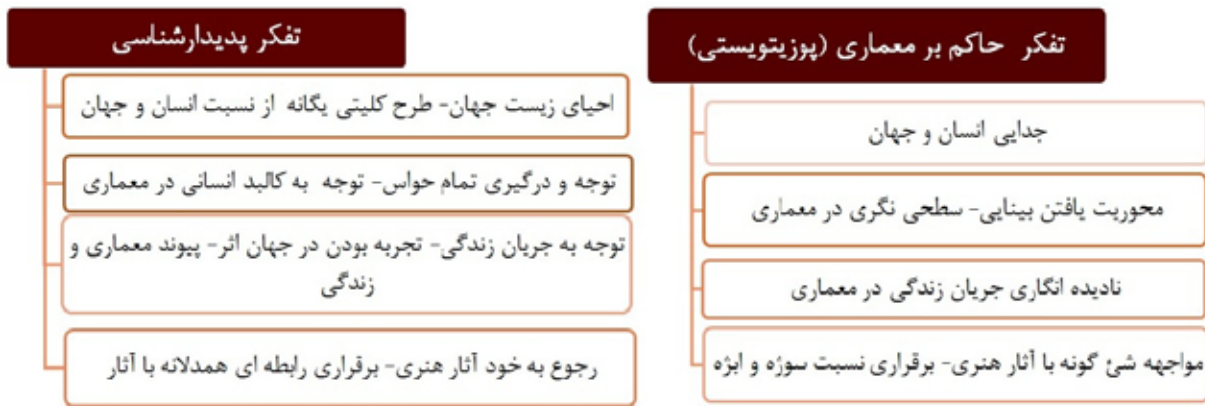 تفکر حاکم بر معماری (پوزیتویستی)
جدایی انسان و جهان
محوریت یافتن بینایی- سطحی نگری در معماری
نادیده انگاری جریان زندگی در معماری
مواجهه شئ گونه با آثار هنری- برقراری نسبت سوژه و ابژه
تفکر پدیدارشناسی
احیای زیست جهان- طرح کلیتی یگانه از نسبت انسان و جهان
توجه و درگیری تمام حواس- توجه به کالبد انسانی در معماری
توجه به جریان زندگی- تجربه بودن در جهان اثر- پیوند معماری و
زندگی
رجوع به خود آثار هنری- برقراری رابطه ای همدلانه با آثار